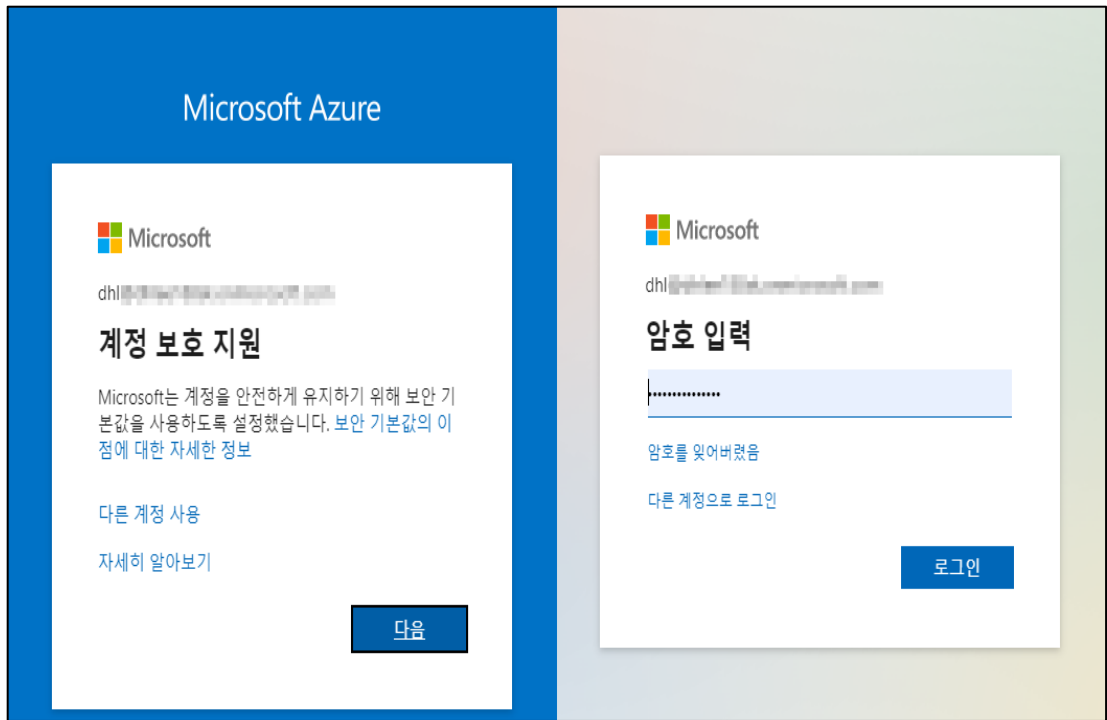 Microsoft Azure
Microsoft
dhl
계정 보호 지원
Microsoft는 계정을 안전하게 유지하기 위해 보안 기
본값을 사용하도록 설정했습니다. 보안 기본값의 이
점에 대한 자세한 정보
다른 계정 사용
자세히 알아보기
다음
Microsoft
dhl
암호 입력
암호를 잊어버렸음
다른 계정으로 로그인
로그인